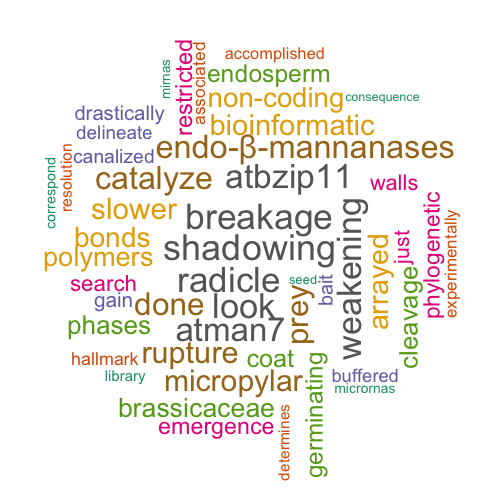 accomplished
endosperm
restricted
associated
mirnas
non-coding
consequence
drastically
bioinformatic
delineate
endo-β-mannanases
canalized
resolution
correspond
catalyze
atbzip11
walls
slower
breakage
weakening
phylogenetic
experimentally
bonds
shadowing
arrayed
just
polymers
radicle
seed
bait
cleavage
search
look
prey
gain
done
phases
atman7
rupture
coat
hallmark
library
micropylar
germinating
buffered
micrornas
brassicaceae
emergence
determines